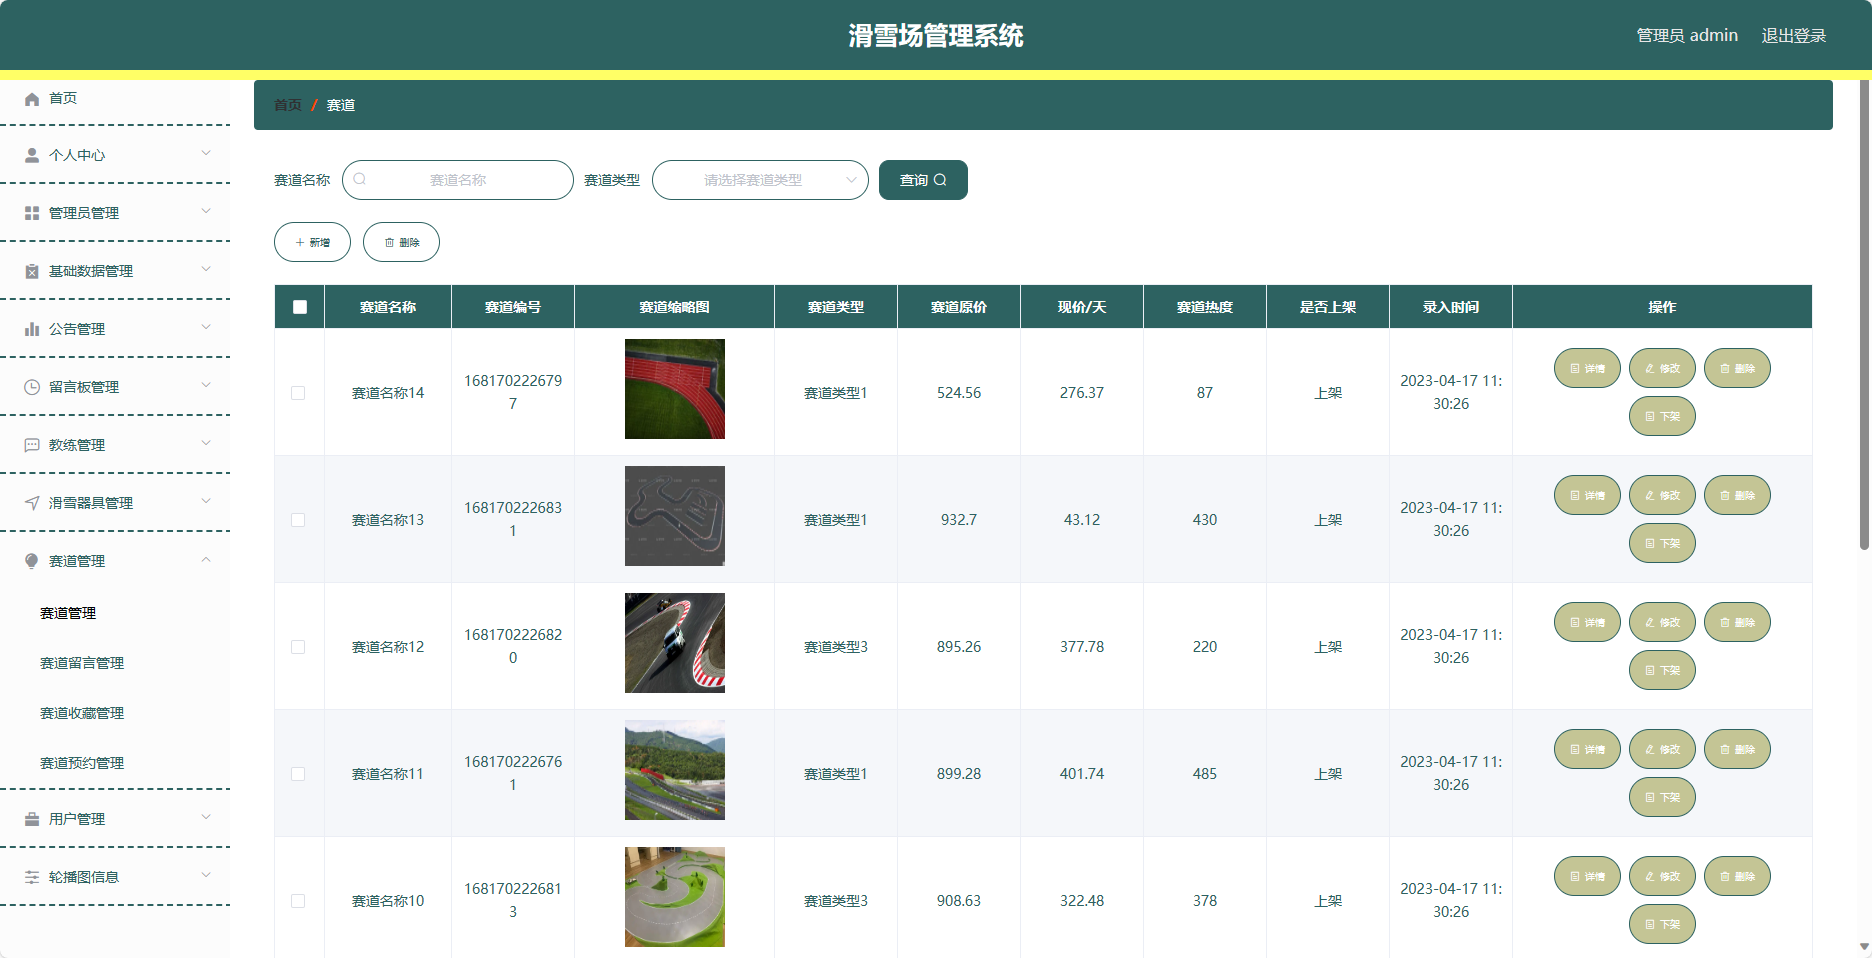 滑雪场管理系统
管理员 admin 退出登录
首页
个人中心
管理员管理
基础数据管理
公告管理
留言板管理
教练管理
滑雪器具管理
赛道管理
赛道管理
赛道留言管理
赛道收藏管理
赛道预约管理
用户管理
轮播图信息
首页 / 赛道
赛道名称 赛道名称 赛道类型 请选择赛道类型 查询
新增 删除
赛道名称 赛道编号 赛道缩略图 赛道类型 赛道原价 现价/天 赛道热度 是否上架 录入时间 操作
赛道名称14 168170222679 赛道类型1 524.56 276.37 87 上架 2023-04-17 11: 详情 修改 删除
7 30:26 下架
赛道名称13 168170222683 赛道类型1 932.7 43.12 430 上架 2023-04-17 11: 详情 修改 删除
1 30:26 下架
赛道名称12 168170222682 赛道类型3 895.26 377.78 220 上架 2023-04-17 11: 详情 修改 删除
0 30:26 下架
赛道名称11 168170222676 赛道类型1 899.28 401.74 485 上架 2023-04-17 11: 详情 修改 删除
1 30:26 下架
赛道名称10 168170222681 赛道类型3 908.63 322.48 378 上架 2023-04-17 11: 详情 修改 删除
3 30:26 下架